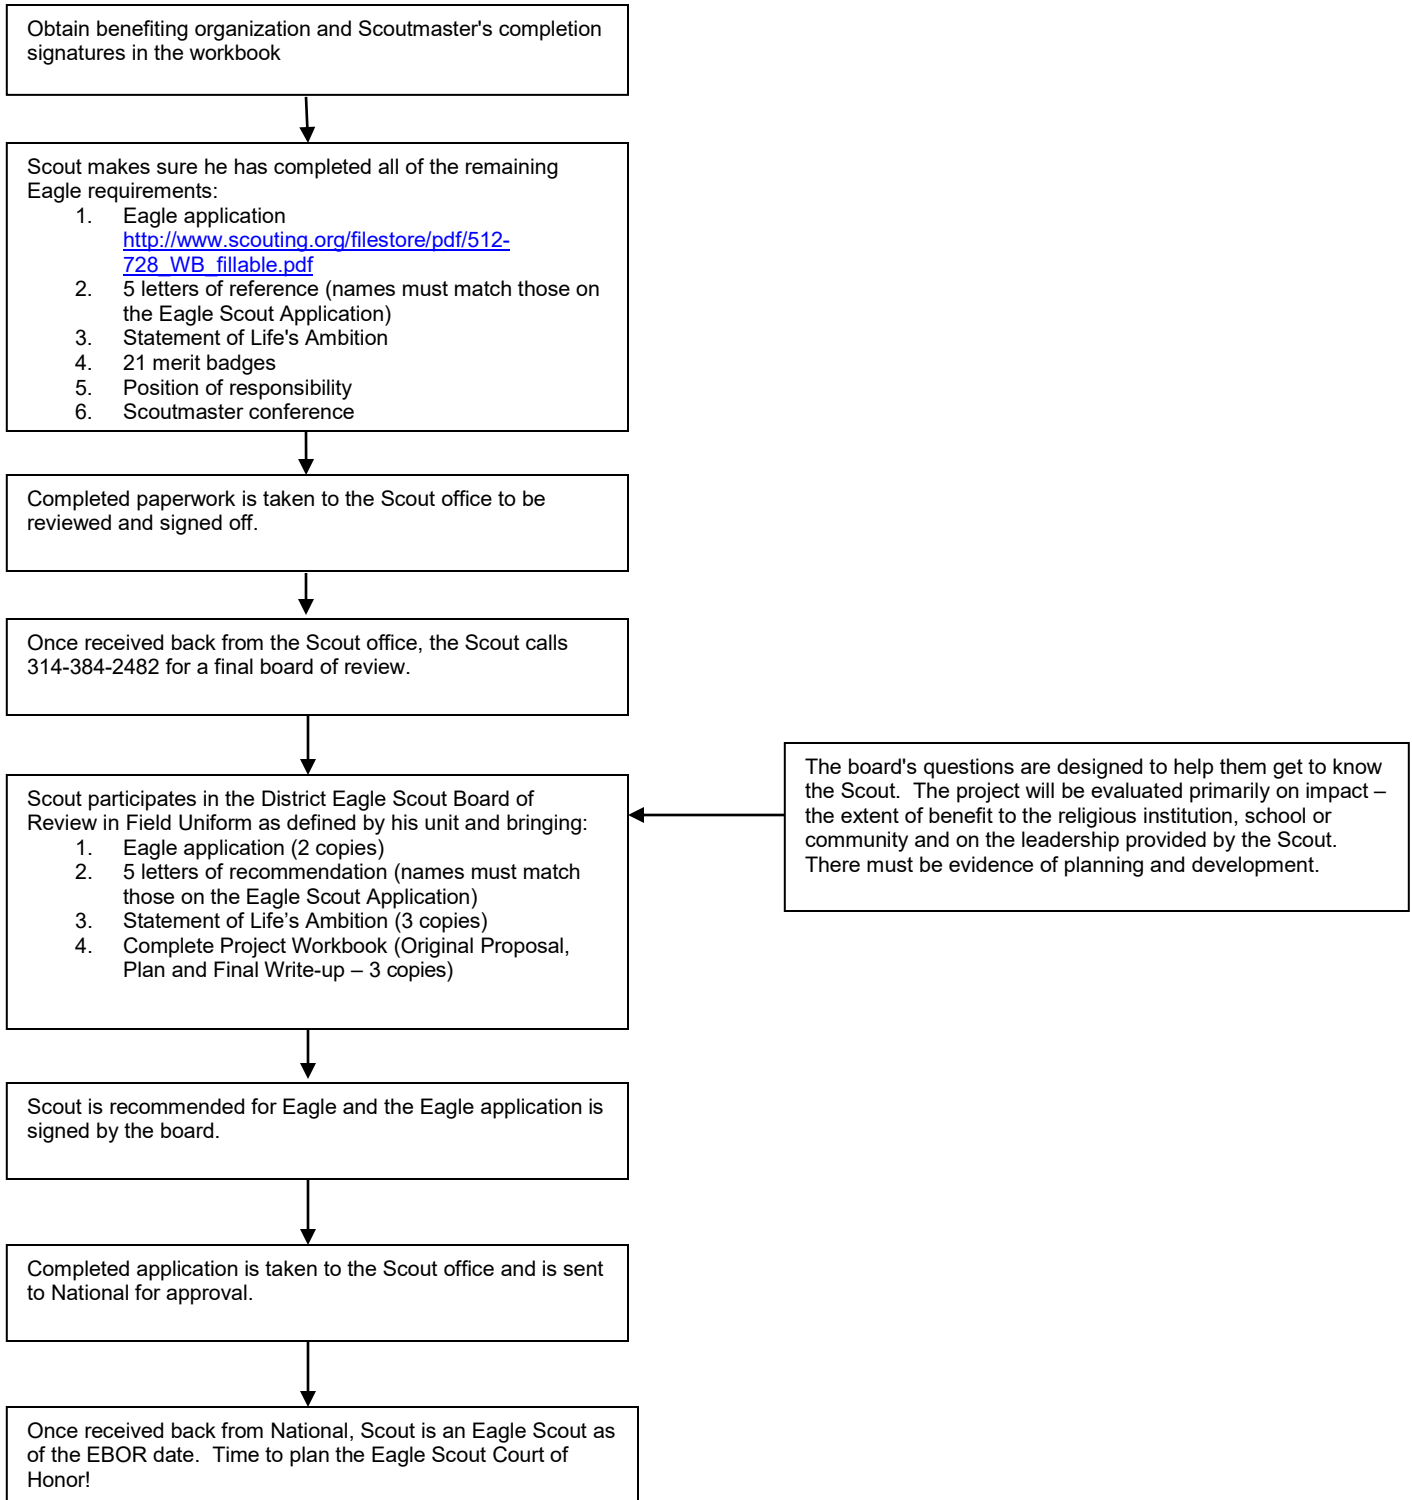 Obtain benefiting organization and Scoutmaster's completion
signatures in the workbook
Scout makes sure he has completed all of the remaining
Eagle requirements:
1. Eagle application
http://www.scouting.org/filestore/pdf/512-
728_WB_fillable.pdf
2. 5 letters of reference (names must match those on
the Eagle Scout Application)
3. Statement of Life's Ambition
4. 21 merit badges
5. Position of responsibility
6. Scoutmaster conference
Completed paperwork is taken to the Scout office to be
reviewed and signed off.
Once received back from the Scout office, the Scout calls
314-384-2482 for a final board of review.
Scout participates in the District Eagle Scout Board of
Review in Field Uniform as defined by his unit and bringing:
1. Eagle application (2 copies)
2. 5 letters of recommendation (names must match
those on the Eagle Scout Application)
3. Statement of Life’s Ambition (3 copies)
4. Complete Project Workbook (Original Proposal,
Plan and Final Write-up – 3 copies)
The board's questions are designed to help them get to know
the Scout.  The project will be evaluated primarily on impact –
the extent of benefit to the religious institution, school or
community and on the leadership provided by the Scout.
There must be evidence of planning and development.
Scout is recommended for Eagle and the Eagle application is
signed by the board.
Completed application is taken to the Scout office and is sent
to National for approval.
Once received back from National, Scout is an Eagle Scout as
of the EBOR date.  Time to plan the Eagle Scout Court of
Honor!